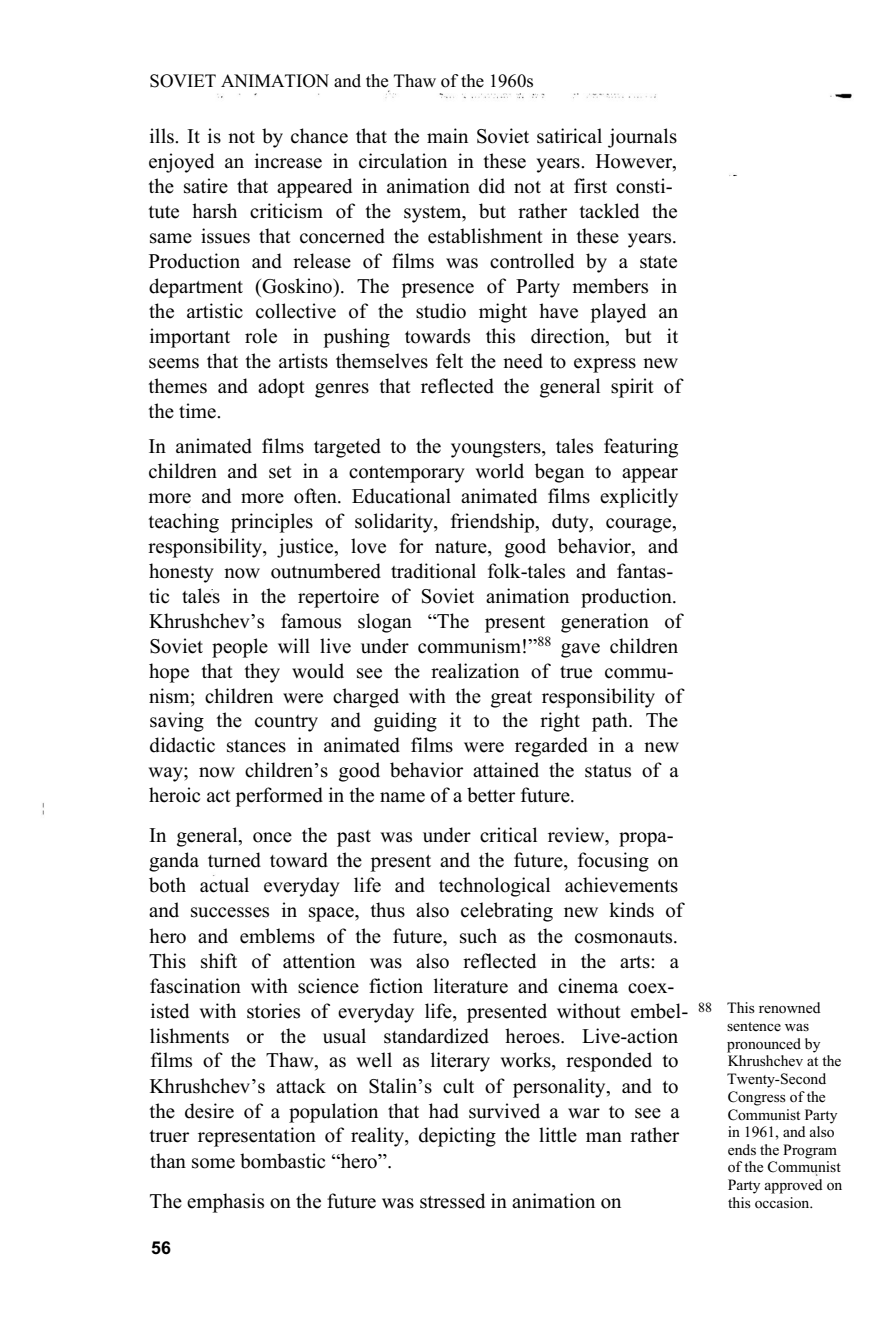 SOVIET ANIMATION and the Thaw of the 1960s
ills. It is not by chance that the main Soviet satirical journals
enjoyed an increase in circulation in these years. However,
the satire that appeared in animation did not at first consti-
tute harsh criticism of the system, but rather tackled the
same issues that concerned the establishment in these years.
Production and release of films was controlled by a state
department (Goskino). The presence of Party members in
the artistic collective of the studio might have played an
important role in pushing towards this direction, but it
seems that the artists themselves felt the need to express new
themes and adopt genres that reflected the general spirit of
the time.
In animated films targeted to the youngsters, tales featuring
children and set in a contemporary world began to appear
more and more often. Educational animated films explicitly
teaching principles of solidarity, friendship, duty, courage,
responsibility, justice, love for nature, good behavior, and
honesty now outnumbered traditional folk-tales and fantas-
tic tales in the repertoire of Soviet animation production.
Khrushchev’s famous slogan “The present generation of
Soviet people will live under communism!”88 gave children
hope that they would see the realization of true commu-
nism; children were charged with the great responsibility of
saving the country and guiding it to the right path. The
didactic stances in animated films were regarded in a new
way; now children’s good behavior attained the status of a
heroic act performed in the name of a better future.
In general, once the past was under critical review, propa-
ganda turned toward the present and the future, focusing on
both actual everyday life and technological achievements
and successes in space, thus also celebrating new kinds of
hero and emblems of the future, such as the cosmonauts.
This shift of attention was also reflected in the arts: a
fascination with science fiction literature and cinema coex-
isted with stories of everyday life, presented without embel-
lishments or the usual standardized heroes. Live-action
films of the Thaw, as well as literary works, responded to
Khrushchev’s attack on Stalin’s cult of personality, and to
the desire of a population that had survived a war to see a
truer representation of reality, depicting the little man rather
than some bombastic “hero”.
The emphasis on the future was stressed in animation on
88 This renowned
sentence was
pronounced by
Khrushchev at the
Twenty-Second
Congress of the
Communist Party
in 1961, and also
ends the Program
of the Communist
Party approved on
this occasion.
56